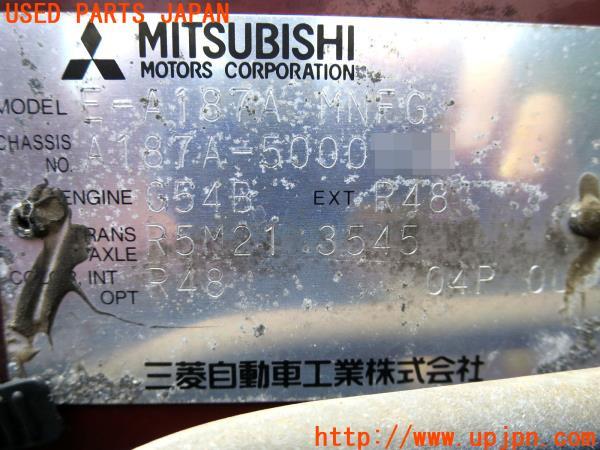 USED PARTS JAPAN
MITSUBISHI
MOTORS CORPORATION
MODEL E-A187A MNFG
CHASSIS NO. A187A-5000
ENGINE G54B EXT R48
TRANS AXLE R5M21 3545
COLOR, INT OPT R48 04P
三菱自動車工業株式会社
UPJ
http://www.upjpn.com/